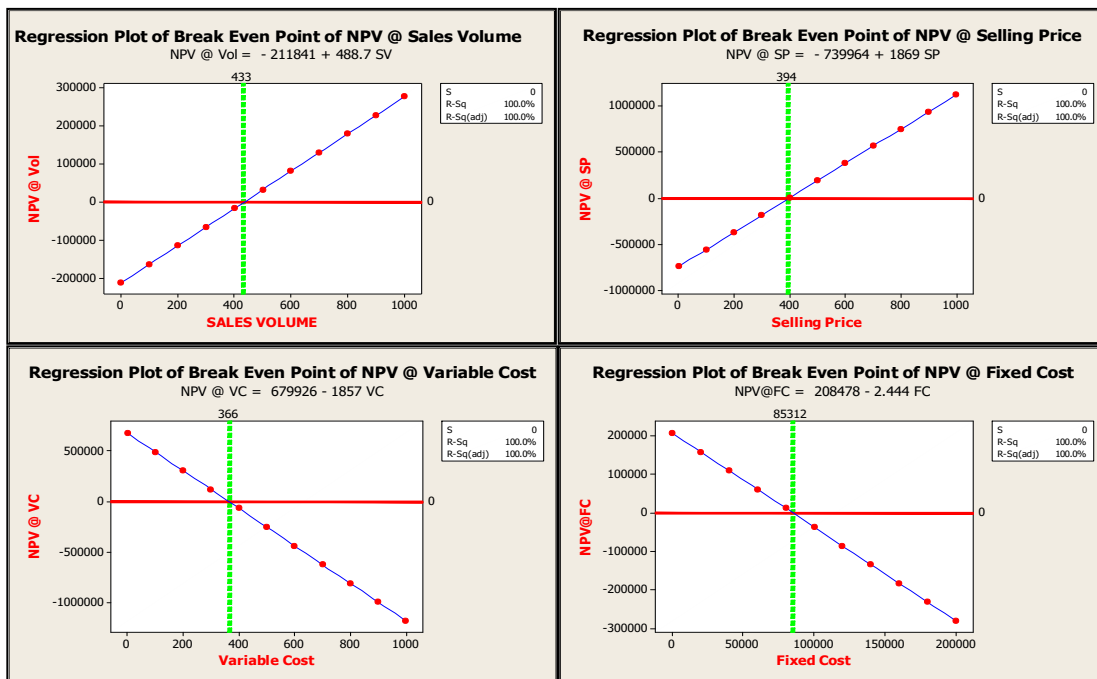 Regression Plot of Break Even Point of NPV @ Sales Volume
NPV @ Vol = - 211841 + 488.7 SV
433
S 0
R-Sq 100.0%
R-Sq(adj) 100.0%
300000
200000
100000
0
-100000
-200000
NPV @ Vol
0
0 200 400 600 800 1000
SALES VOLUME
Regression Plot of Break Even Point of NPV @ Selling Price
NPV @ SP = - 739964 + 1869 SP
394
S 0
R-Sq 100.0%
R-Sq(adj) 100.0%
1000000
500000
0
-500000
-1000000
NPV @ SP
0
0 200 400 600 800 1000
Selling Price
Regression Plot of Break Even Point of NPV @ Variable Cost
NPV @ VC = 679926 - 1857 VC
366
S 0
R-Sq 100.0%
R-Sq(adj) 100.0%
500000
0
-500000
-1000000
NPV @ VC
0
0 200 400 600 800 1000
Variable Cost
Regression Plot of Break Even Point of NPV @ Fixed Cost
NPV@FC = 208478 - 2.444 FC
85312
S 0
R-Sq 100.0%
R-Sq(adj) 100.0%
200000
100000
0
-100000
-200000
-300000
NPV@FC
0
0 50000 100000 150000 200000
Fixed Cost